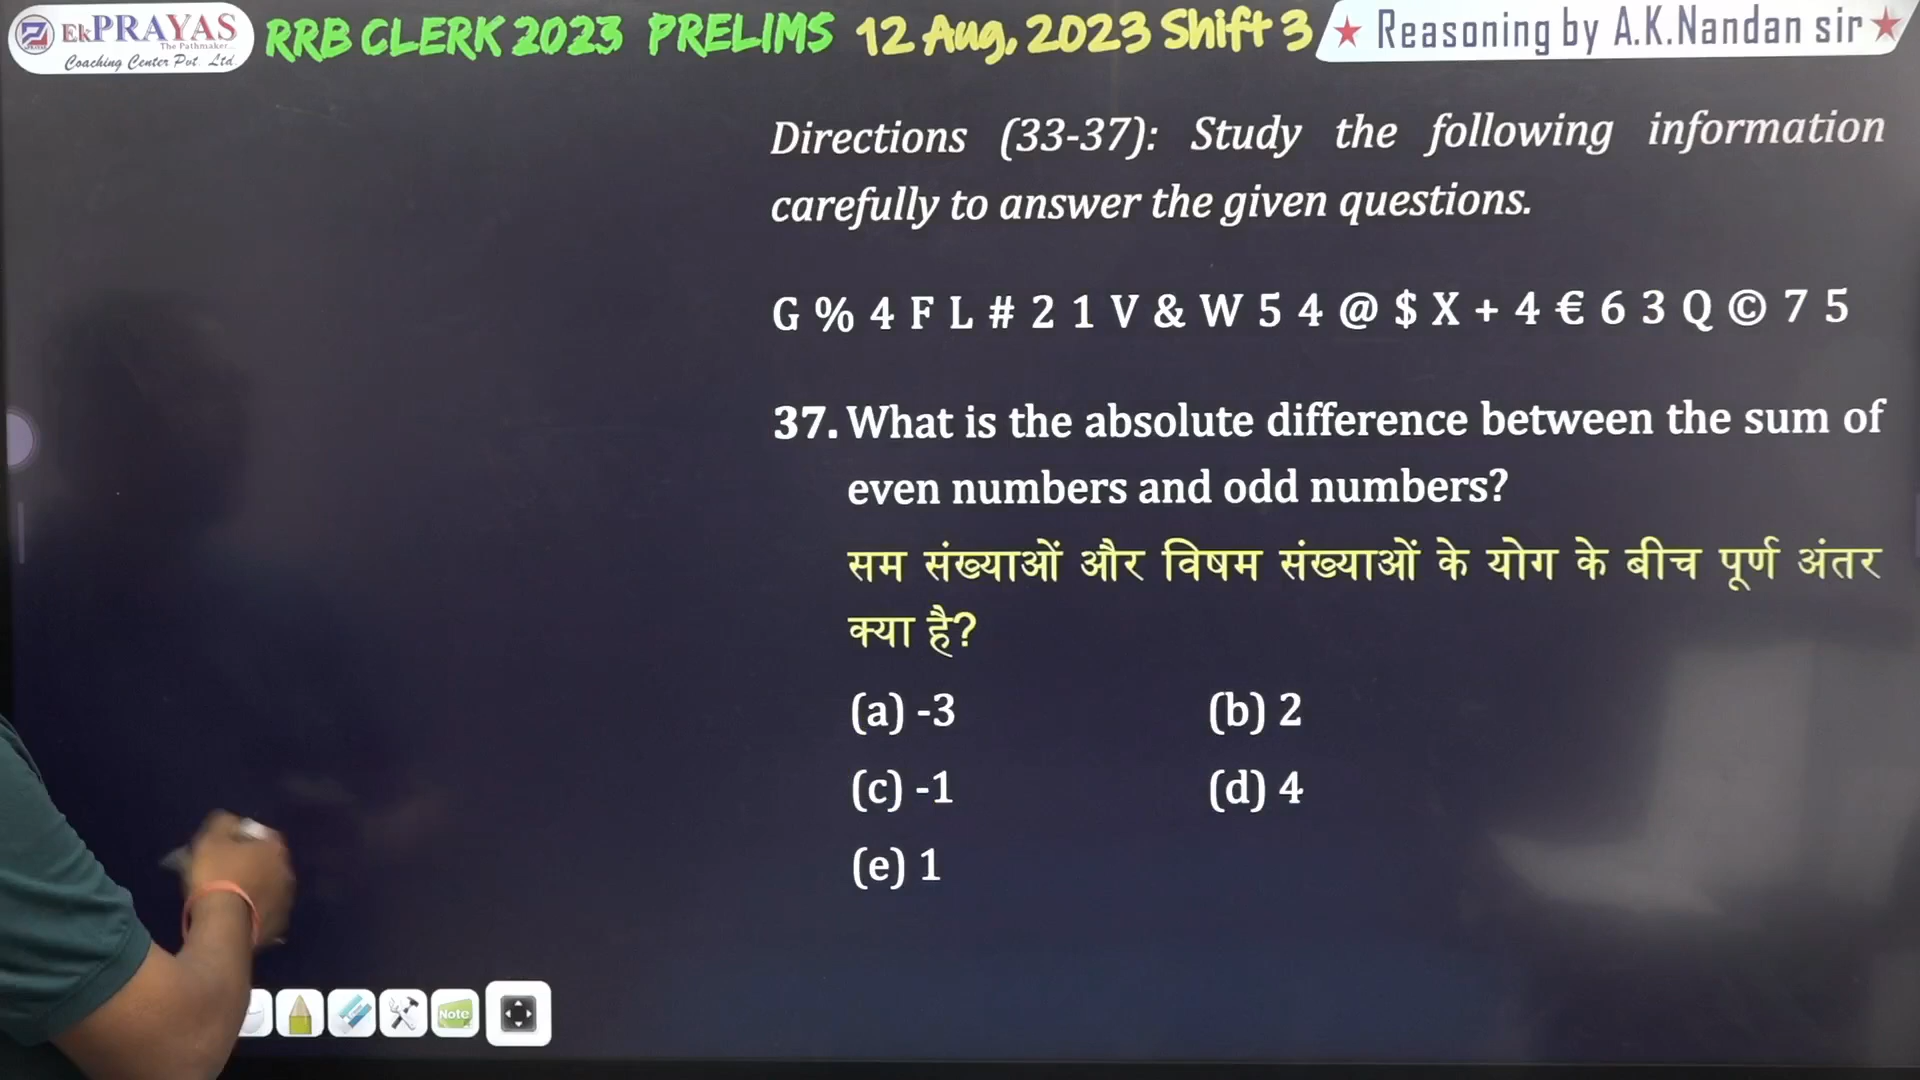 EkPRAYAS
The Pathmaker...
Coaching Center Pvt. Ltd.
RRB CLERK 2023 PRELIMS 12 Aug, 2023 Shift 3
★ Reasoning by A.K.Nandan sir ★
Directions (33-37): Study the following information
carefully to answer the given questions.
G % 4 F L # 2 1 V & W 5 4 @ $ X + 4 € 6 3 Q © 7 5
37. What is the absolute difference between the sum of
even numbers and odd numbers?
सम संख्याओं और विषम संख्याओं के योग के बीच पूर्ण अंतर
क्या है?
(a) -3 (b) 2
(c) -1 (d) 4
(e) 1
Note